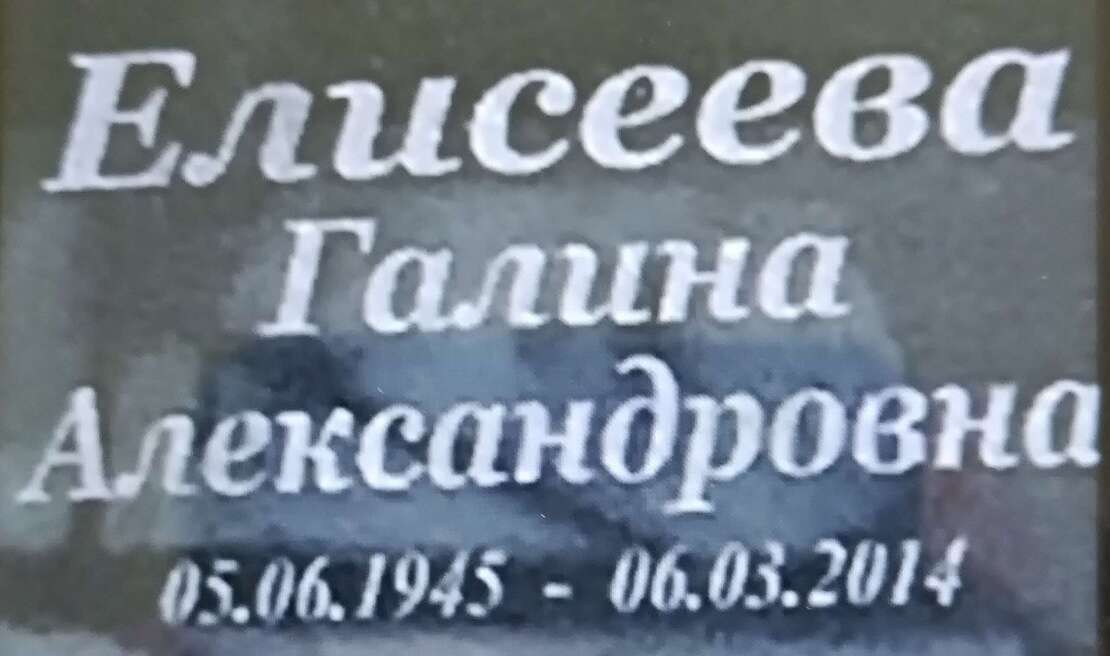 Елисеева
Галина
Александровна
05.06.1945 - 06.03.2014